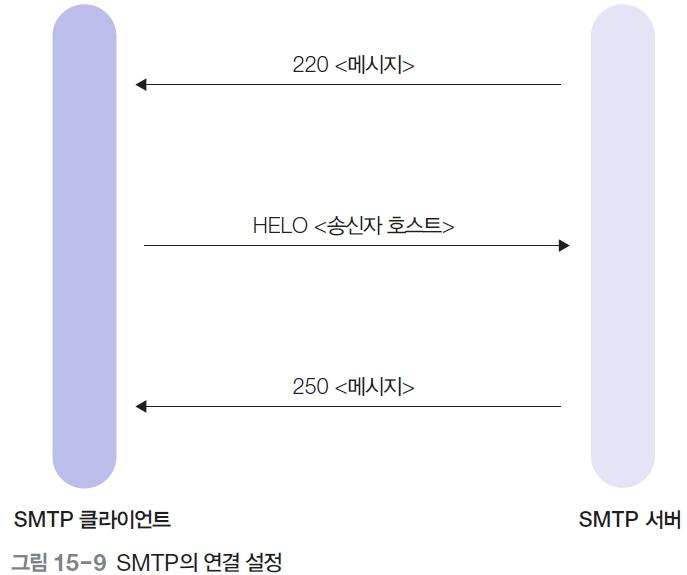 220 <메시지>
HELO <송신자 호스트>
250 <메시지>
SMTP 클라이언트
SMTP 서버
그림 15-9 SMTP의 연결 설정